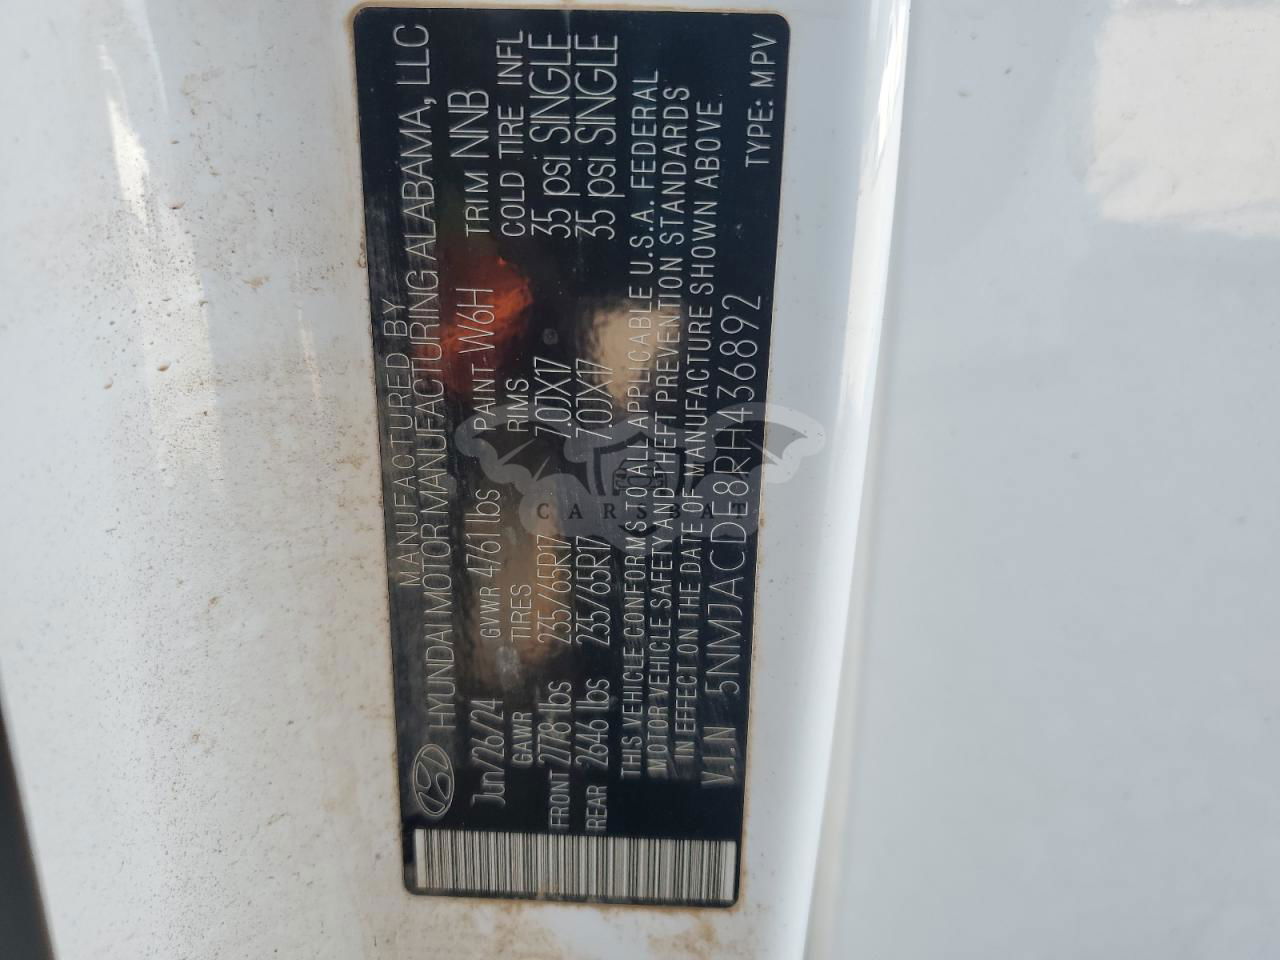 MANUFACTURED BY
HYUNDAI MOTOR MANUFACTURING ALABAMA, LLC
Jun/26/24 GVWR 4761 lbs PAINT W6H TRIM NNB
GAWR TIRES RIMS COLD TIRE INFL
FRONT 2778 lbs 235/65R17 7.0JX17 35 psi SINGLE
REAR 2646 lbs 235/65R17 7.0JX17 35 psi SINGLE
THIS VEHICLE CONFORMS TO ALL APPLICABLE U.S.A. FEDERAL
MOTOR VEHICLE SAFETY AND THEFT PREVENTION STANDARDS
IN EFFECT ON THE DATE OF MANUFACTURE SHOWN ABOVE.
V.I.N 5NMJACDE8RH436892 TYPE: MPV
CARSBAT